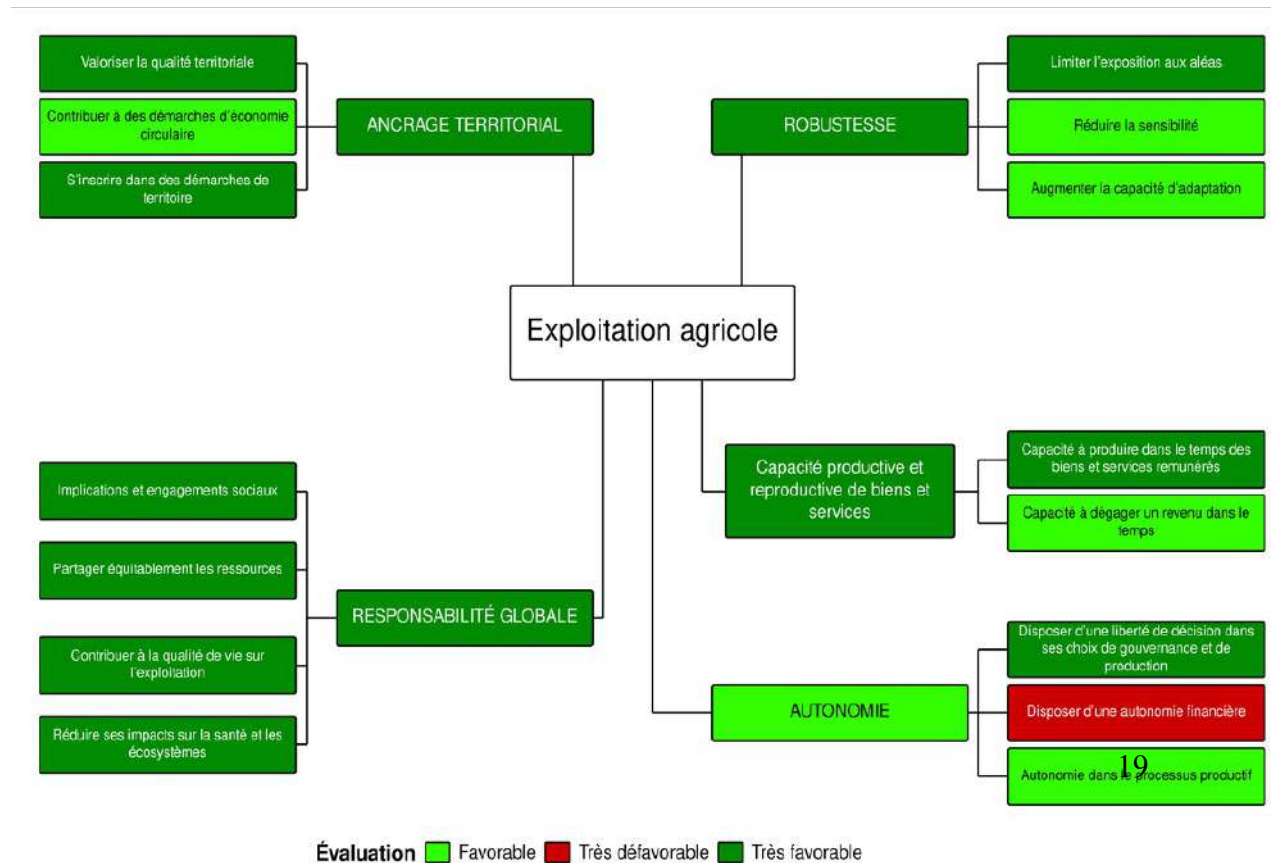 Valoriser la qualité territoriale
Contribuer à des démarches d'économie
circulaire
S'inscrire dans des démarches de
territoire
ANCRAGE TERRITORIAL
ROBUSTESSE
Limiter l'exposition aux aléas
Réduire la sensibilité
Augmenter la capacité d'adaptation
Exploitation agricole
Implications et engagements sociaux
Partager équitablement les ressources
Contribuer à la qualité de vie sur
l'exploitation
Réduire ses impacts sur la santé et les
écosystèmes
RESPONSABILITÉ GLOBALE
Capacité productive et
reproductive de biens et
services
Capacité à produire dans le temps des
biens et services remunérés
Capacité à dégager un revenu dans le
temps
AUTONOMIE
Disposer d'une liberté de décision dans
ses choix de gouvernance et de
production
Disposer d'une autonomie financière
Autonomie dans le processus productif
19
Évaluation Favorable Très défavorable Très favorable